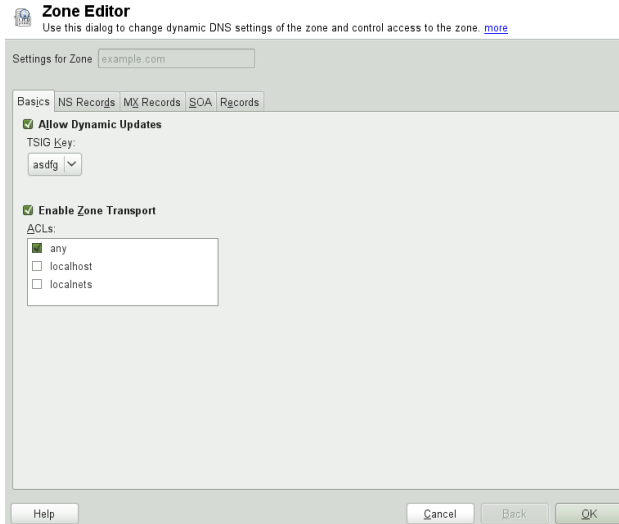 Zone Editor
Use this dialog to change dynamic DNS settings of the zone and control access to the zone. more
Settings for Zone example.com
Basics NS Records MX Records SOA Records
Allow Dynamic Updates
TSIG Key:
asdfg
Enable Zone Transport
ACLs:
any
localhost
localnets
Help Cancel Back OK